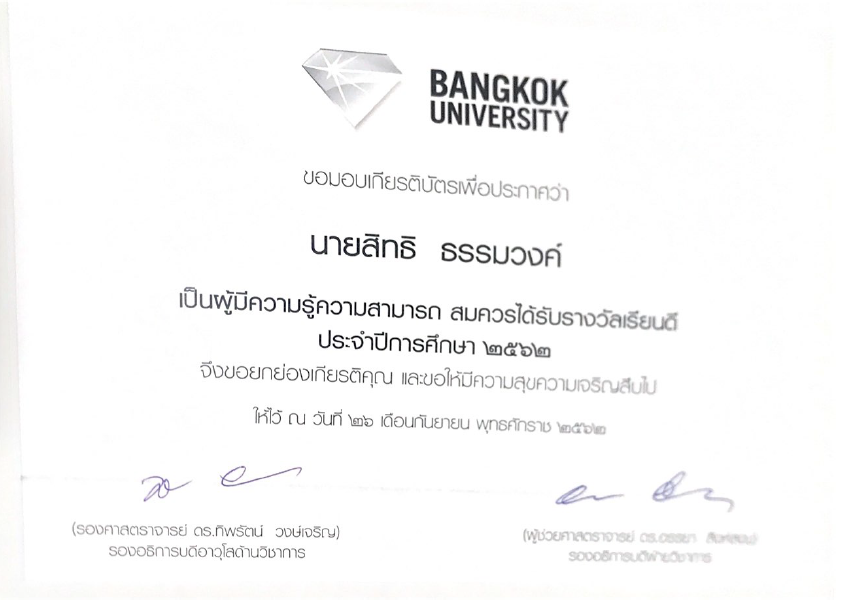 BANGKOK
UNIVERSITY
ขอมอบเกียรติบัตรเพื่อประกาศว่า
นายสิทธิ ธรรมวงค์
เป็นผู้มีความรู้ความสามารถ สมควรได้รับรางวัลเรียนดี
ประจำปีการศึกษา ๒๕๖๒
จึงขอยกย่องเกียรติคุณ และขอให้มีความสุขความเจริญสืบไป
ให้ไว้ ณ วันที่ ๒๖ เดือนกันยายน พุทธศักราช ๒๕๖๒
(รองศาสตราจารย์ ดร.ทิพรัตน์ วงษ์เจริญ)
รองอธิการบดีอาวุโสด้านวิชาการ
(ผู้ช่วยศาสตราจารย์ ดร.
รองอธิการบดีฝ่ายวิชาการ